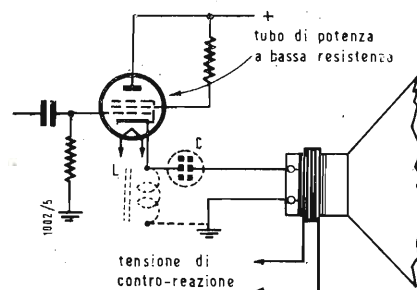 +
tubo di potenza
a bassa resistenza
C
L
1002/5
tensione di
contro-reazione